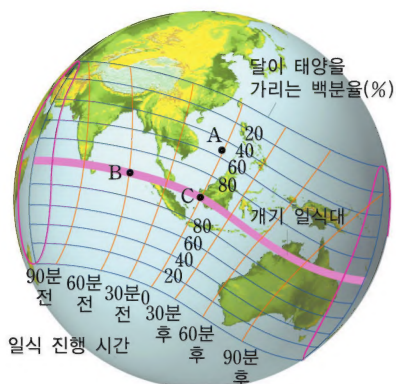 달이 태양을
가리는 백분율(%)
A
20
40
60
80
B
C
개기 일식대
80
60
40
20
90분
전
60분
전
30분
전
0
30분
후
60분
후
90분
후
일식 진행 시간